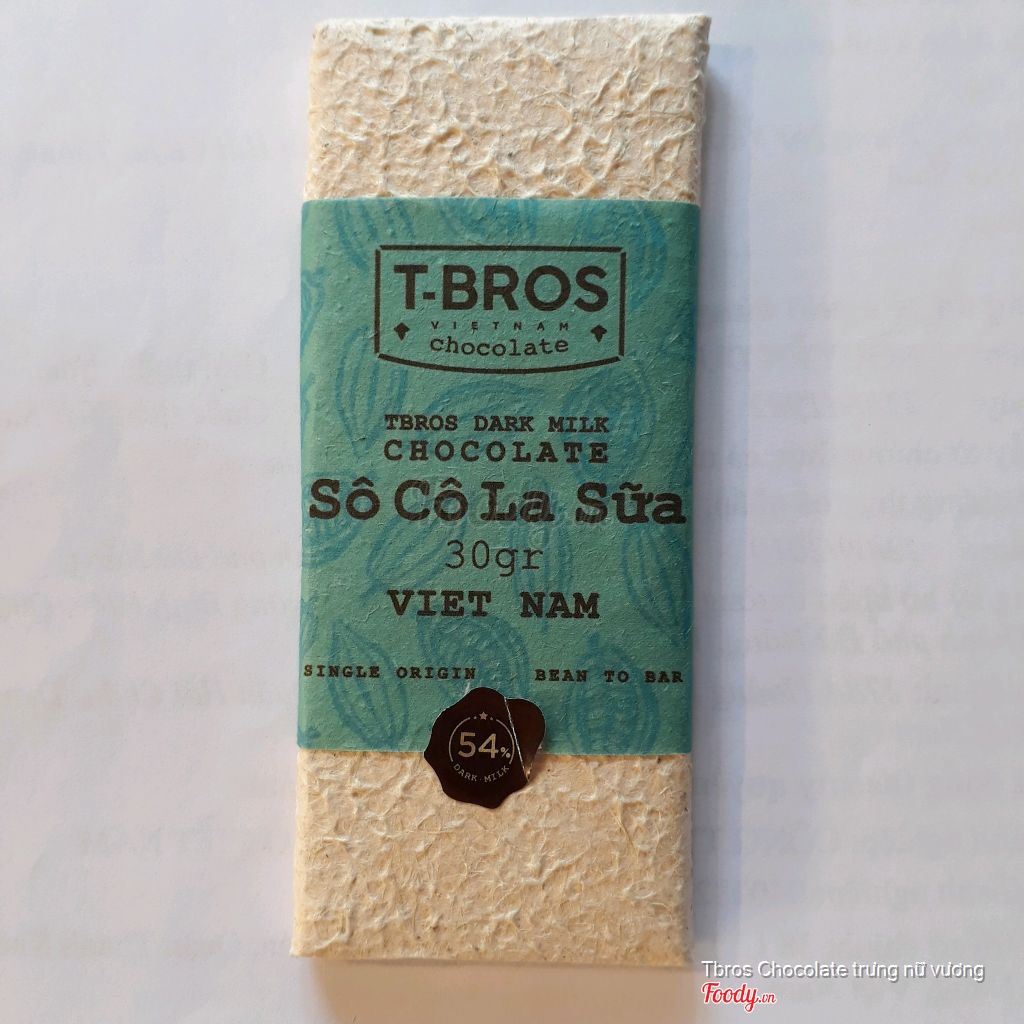 T-BROS
VIETNAM
chocolate
TBROS DARK MILK
CHOCOLATE
Sô Cô La Sữa
30gr
VIET NAM
SINGLE ORIGIN BEAN TO BAR
54%
DARK·MILK
Tbros Chocolate trưng nữ vương
Foody.vn